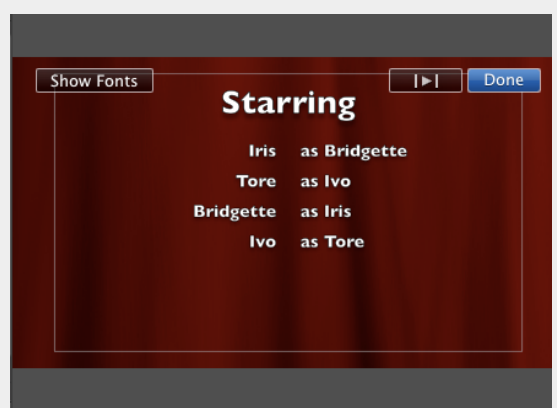 Show Fonts
Done
Starring
Iris as Bridgette
Tore as Ivo
Bridgette as Iris
Ivo as Tore